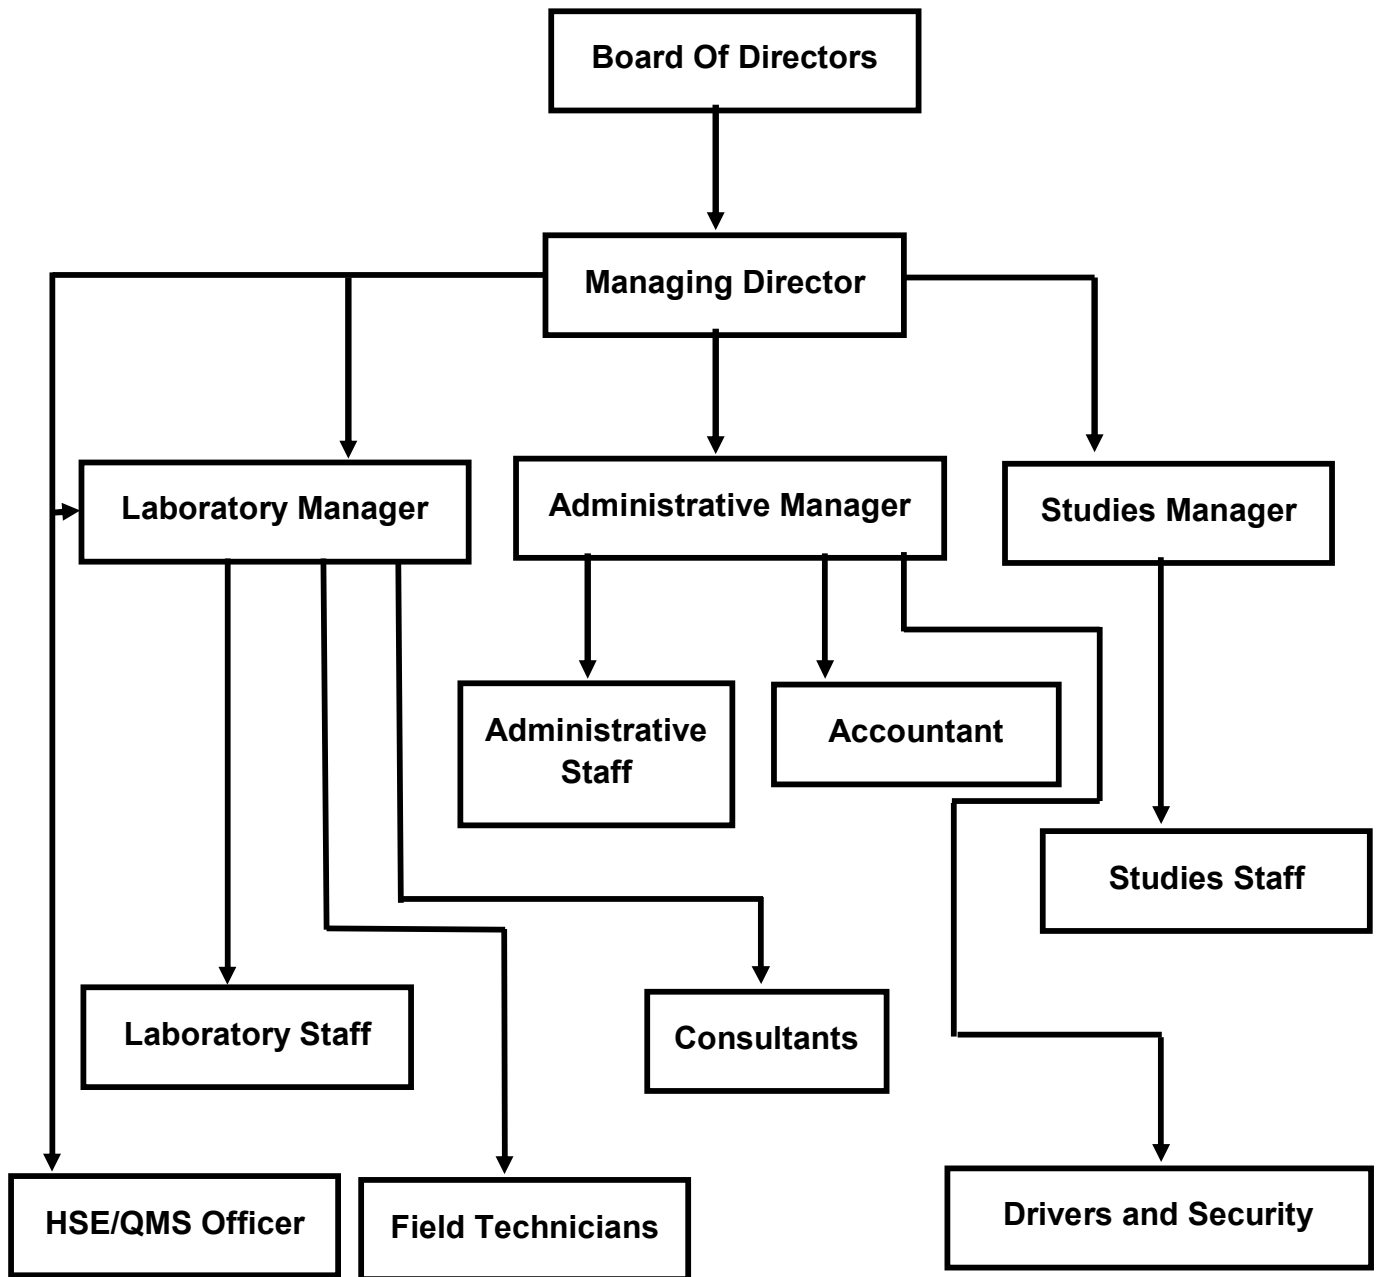 Board Of Directors
Managing Director
Laboratory Manager
Administrative Manager
Studies Manager
Administrative
Staff
Accountant
Studies Staff
Laboratory Staff
Consultants
HSE/QMS Officer
Field Technicians
Drivers and Security